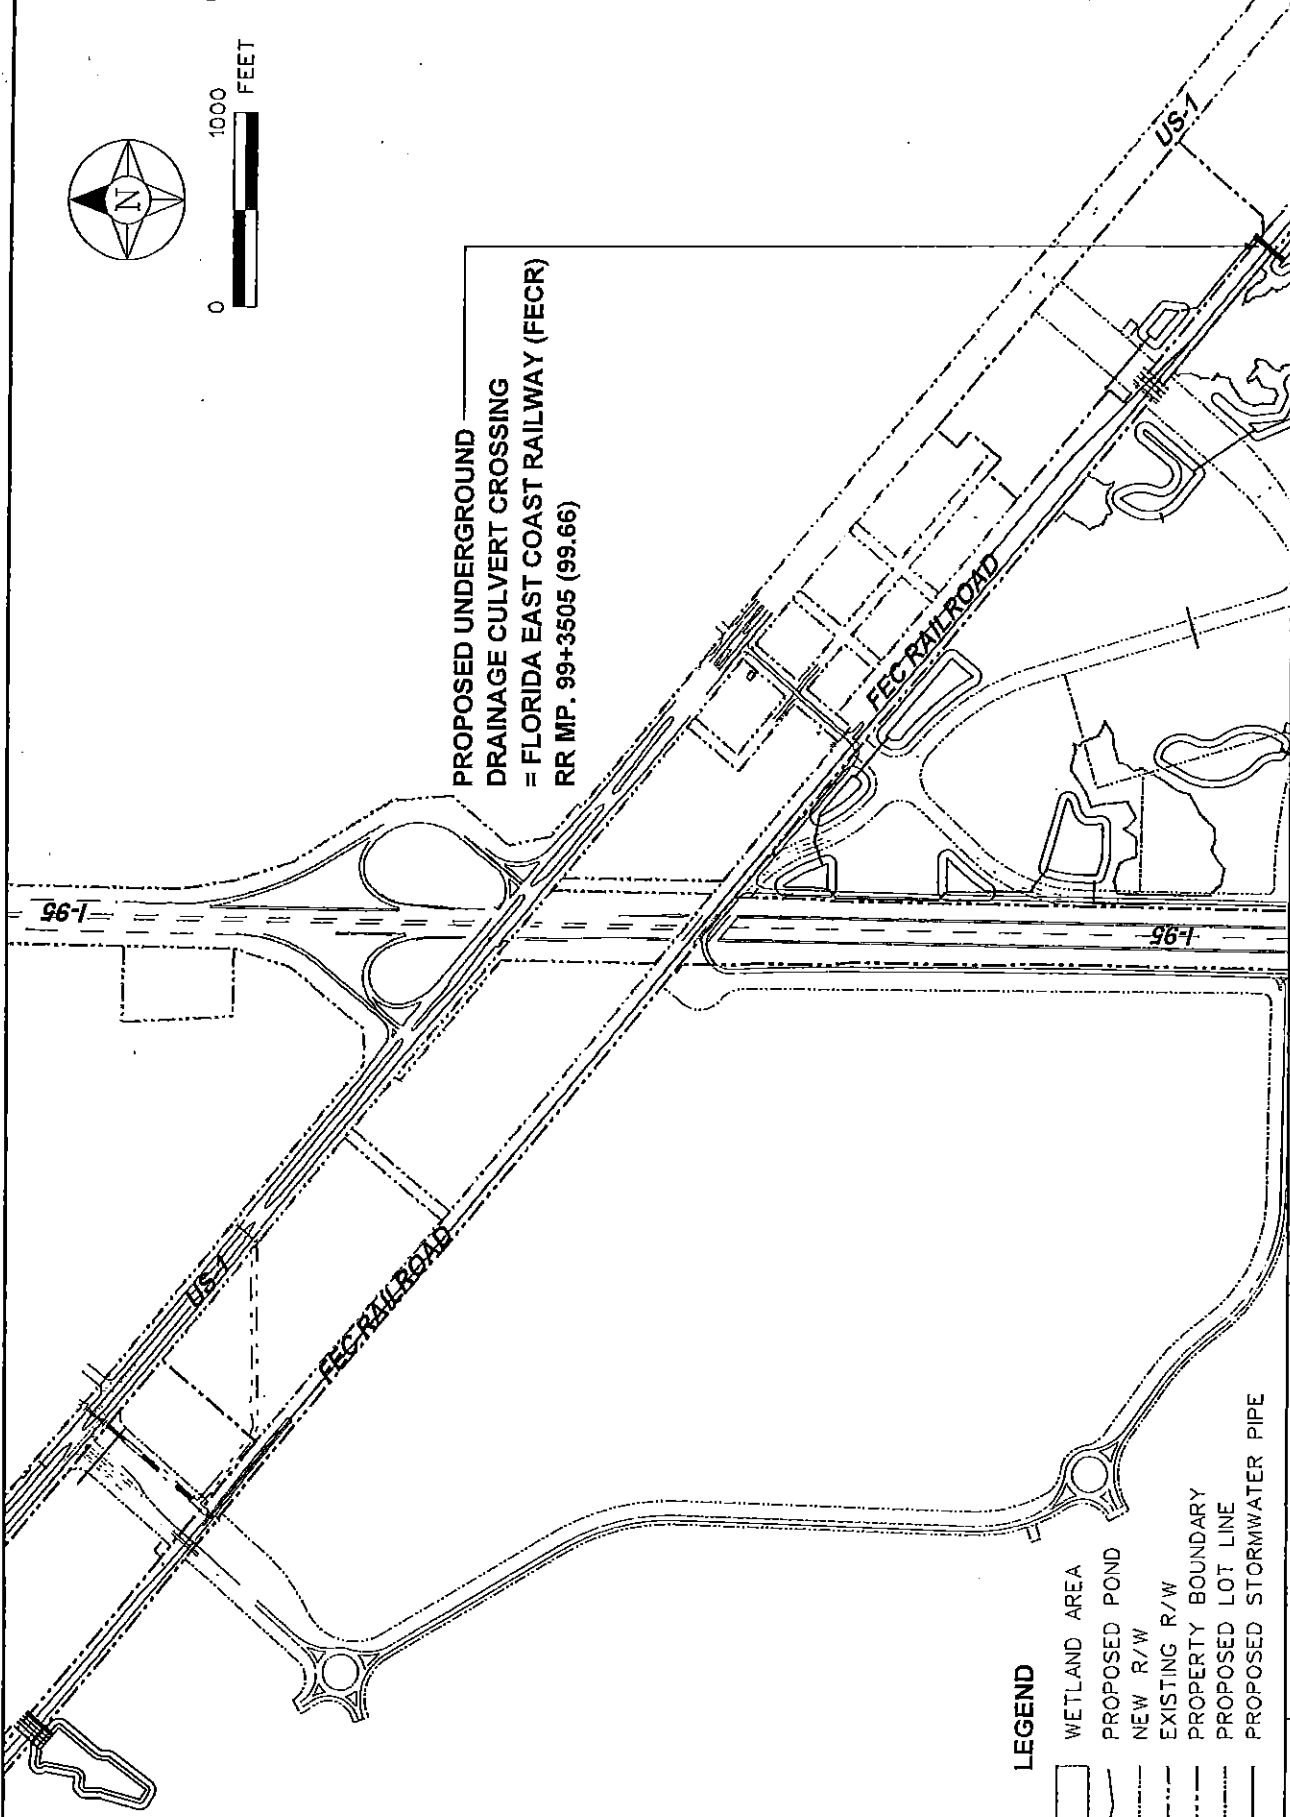 N
0 1000
FEET
PROPOSED UNDERGROUND
DRAINAGE CULVERT CROSSING
= FLORIDA EAST COAST RAILWAY (FECR)
RR MP. 99+3505 (99.66)
I-95
US-1
FEC RAILROAD
US-1
FEC RAILROAD
I-95
LEGEND
WETLAND AREA
PROPOSED POND
NEW R/W
EXISTING R/W
PROPERTY BOUNDARY
PROPOSED LOT LINE
PROPOSED STORMWATER PIPE